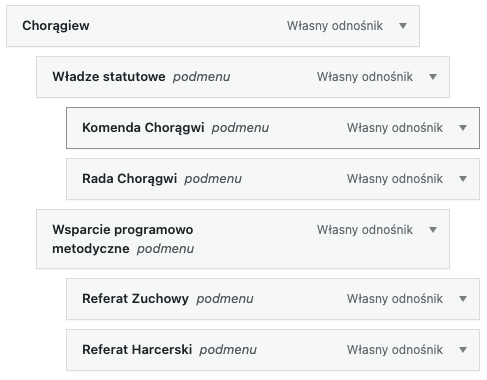 Chorągiew Własny odnośnik
Władze statutowe podmenu Własny odnośnik
Komenda Chorągwi podmenu Własny odnośnik
Rada Chorągwi podmenu Własny odnośnik
Wsparcie programowo Własny odnośnik
metodyczne podmenu
Referat Zuchowy podmenu Własny odnośnik
Referat Harcerski podmenu Własny odnośnik